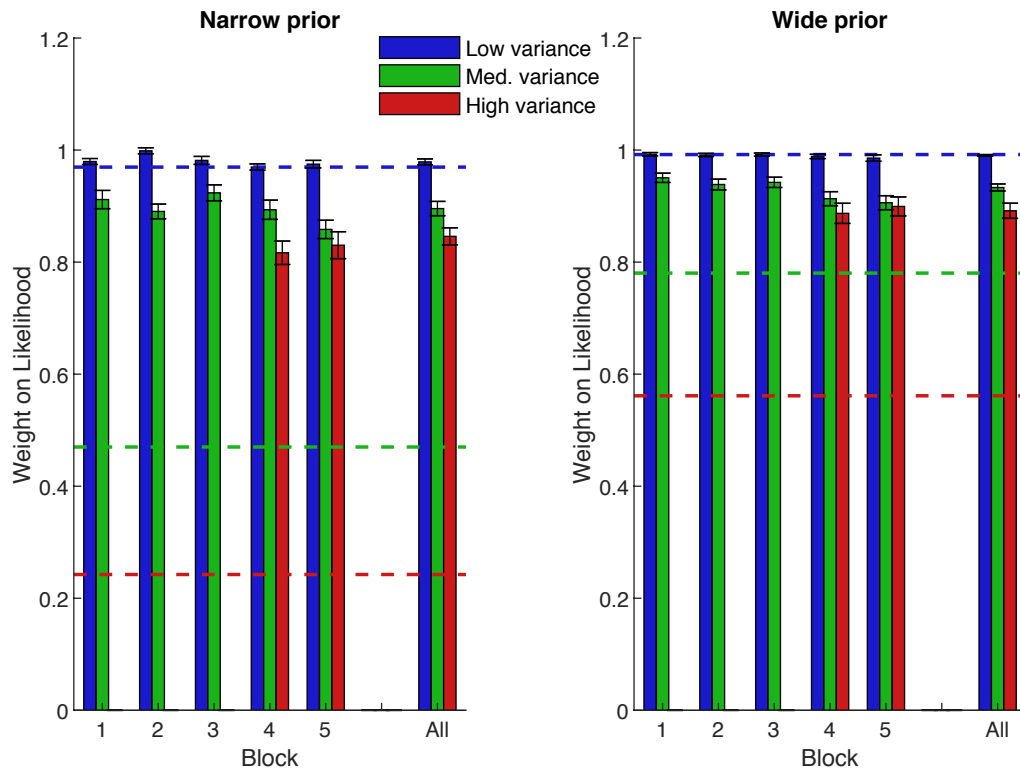 Narrow prior
Wide prior
Low variance
Med. variance
High variance
Weight on Likelihood
0
0.2
0.4
0.6
0.8
1
1.2
1 2 3 4 5 All
Block
Weight on Likelihood
0
0.2
0.4
0.6
0.8
1
1.2
1 2 3 4 5 All
Block